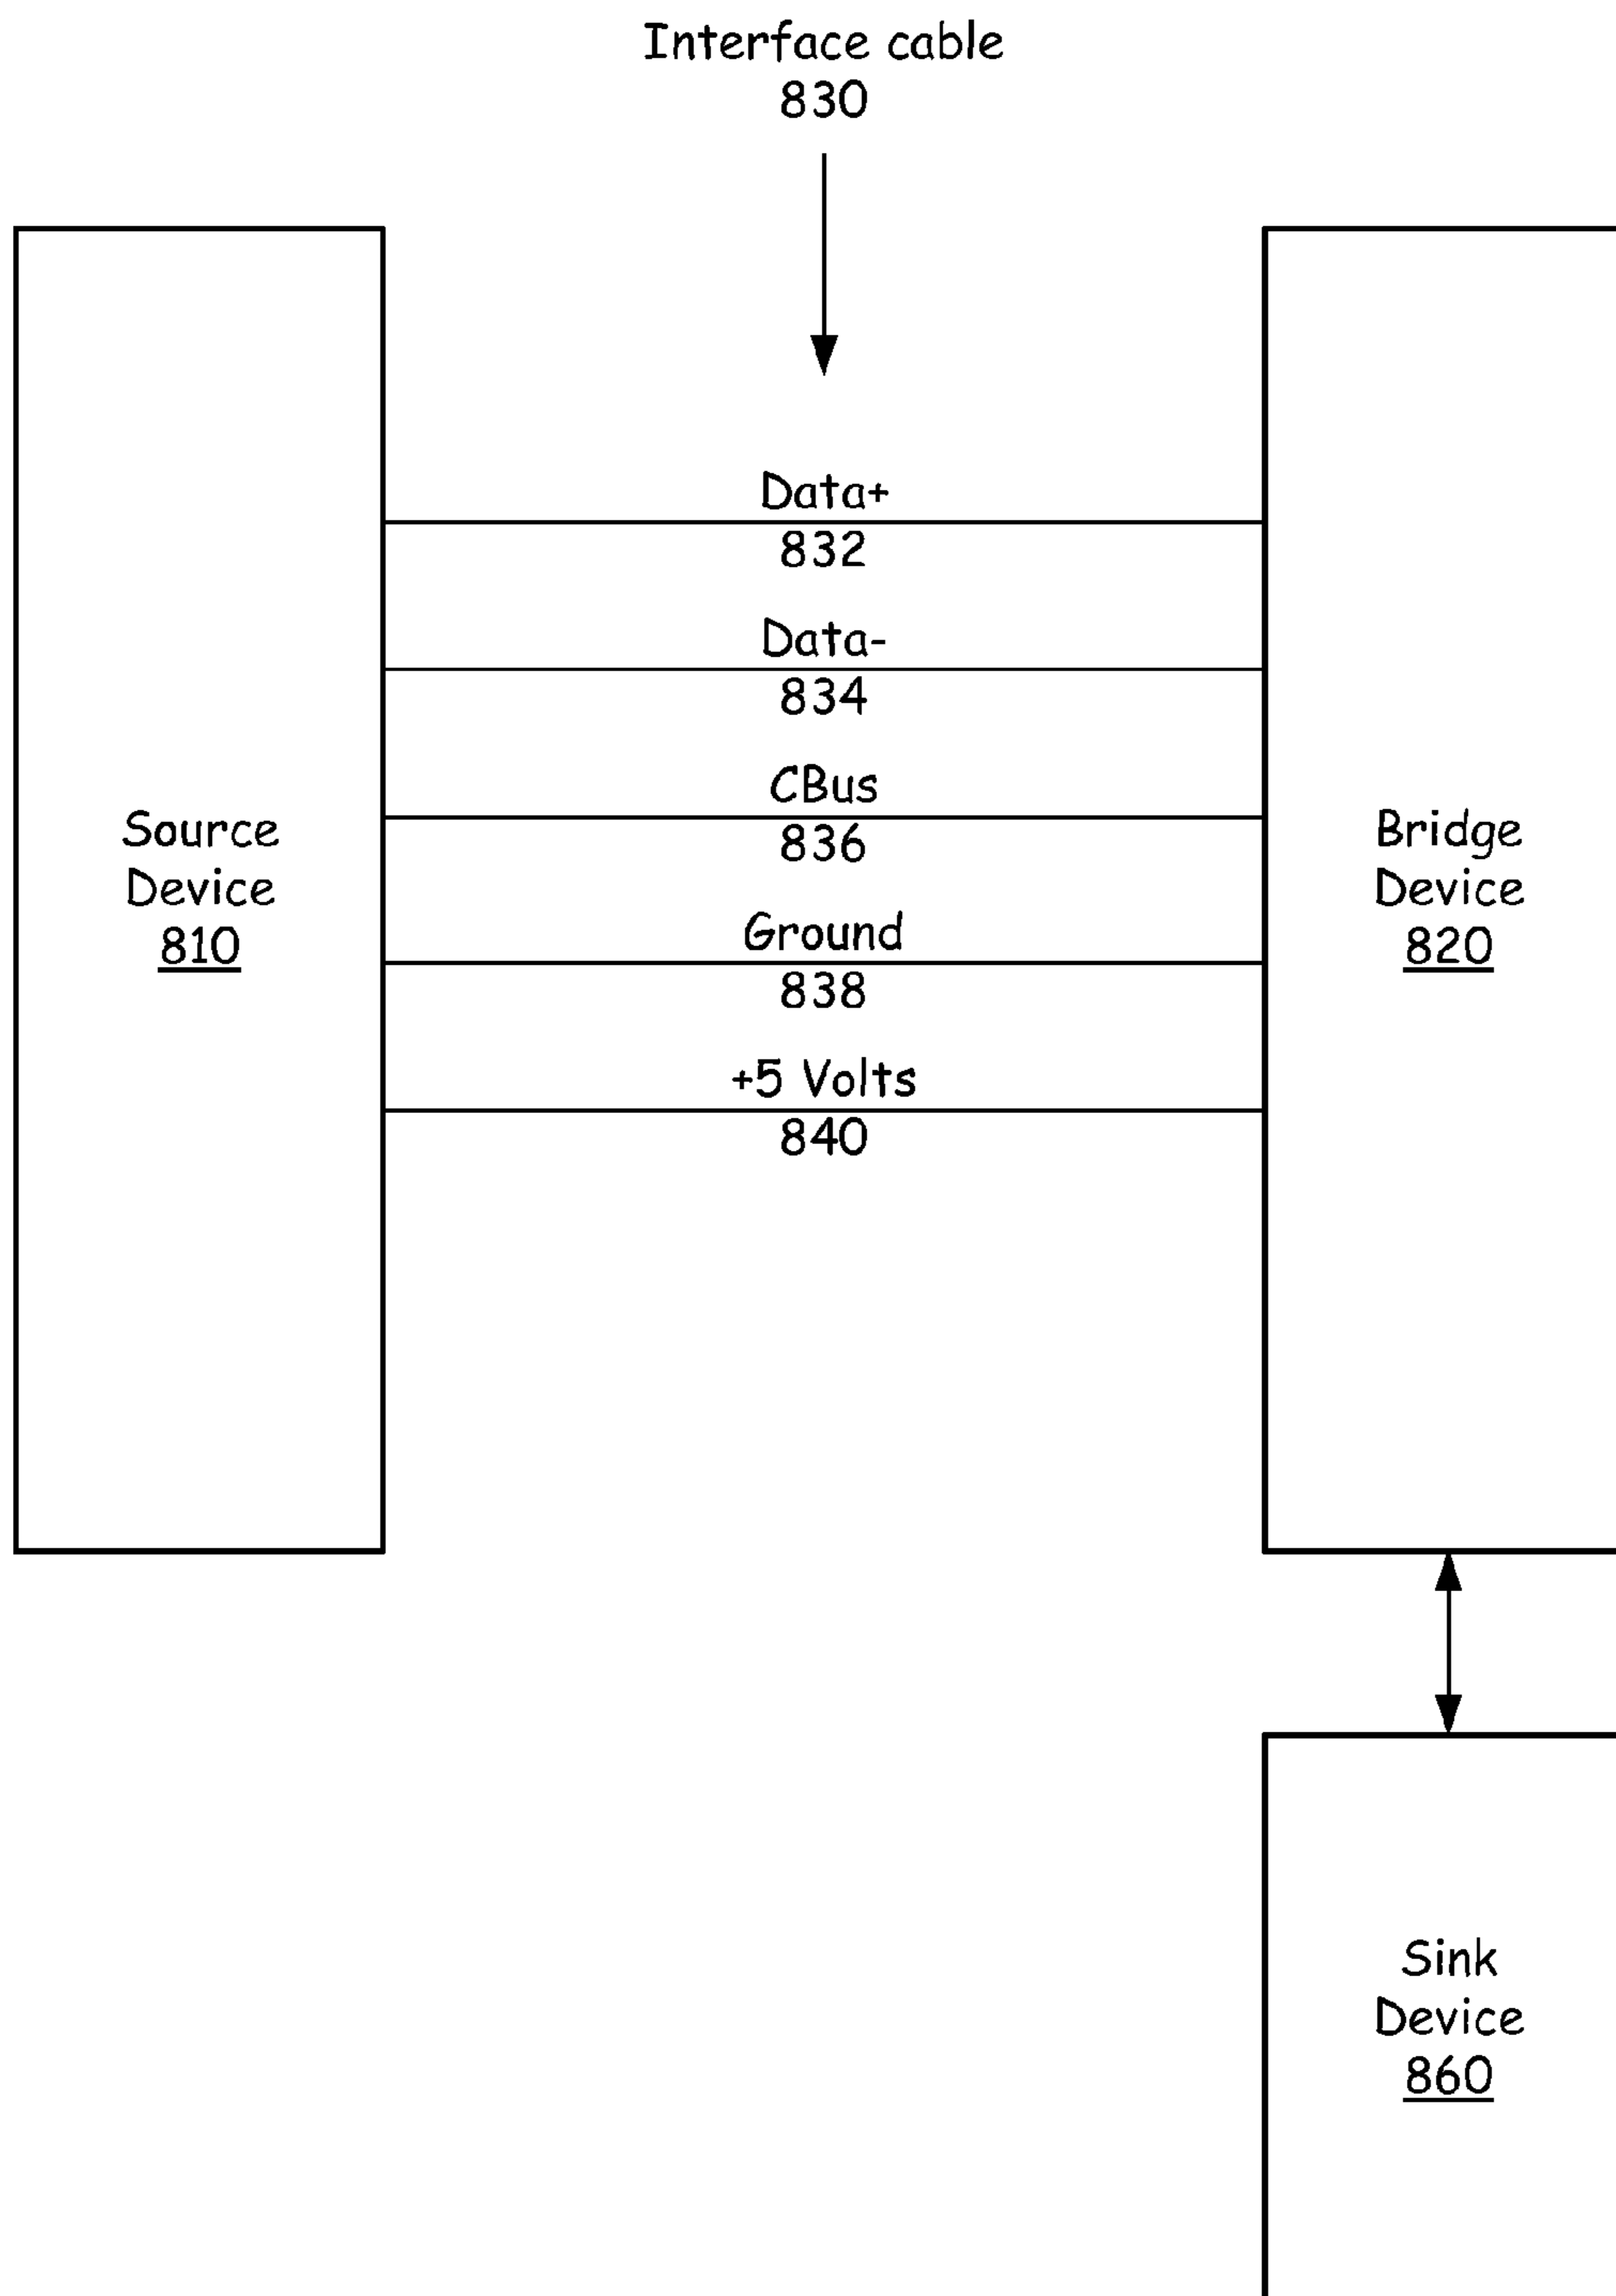 Interface cable
830
Data+
832
Data-
834
CBus
836
Ground
838
+5 Volts
840
Source
Device
810
Bridge
Device
820
Sink
Device
860